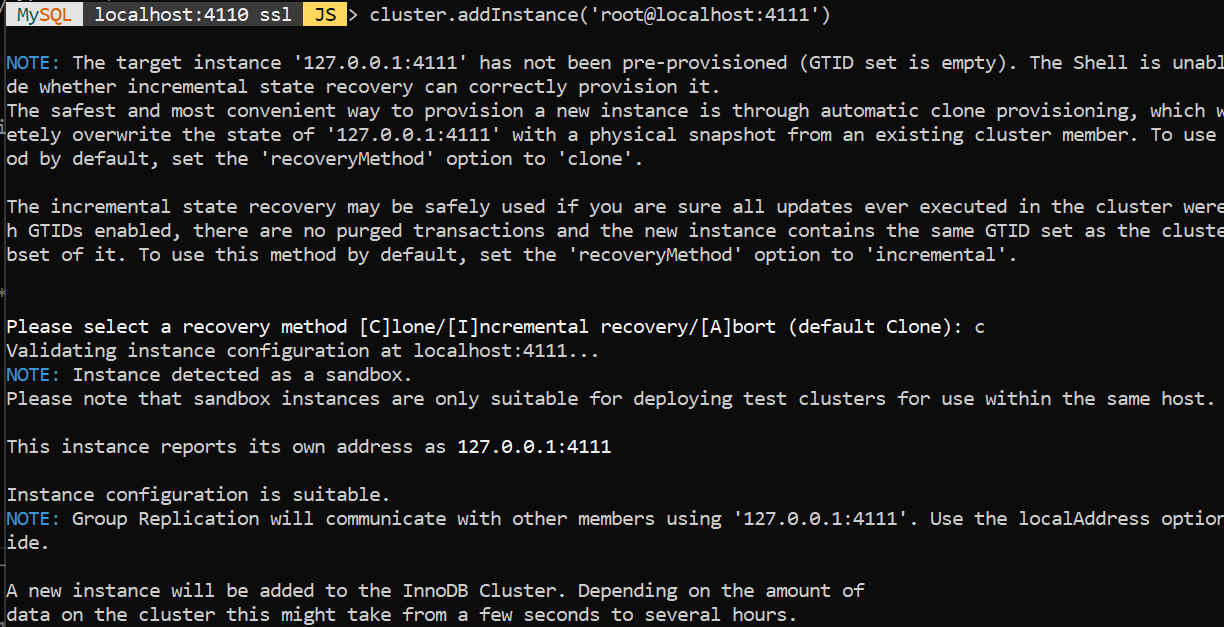 MySQL localhost:4110 ssl JS > cluster.addInstance('root@localhost:4111')
NOTE: The target instance '127.0.0.1:4111' has not been pre-provisioned (GTID set is empty). The Shell is unabl
de whether incremental state recovery can correctly provision it.
The safest and most convenient way to provision a new instance is through automatic clone provisioning, which w
etely overwrite the state of '127.0.0.1:4111' with a physical snapshot from an existing cluster member. To use
od by default, set the 'recoveryMethod' option to 'clone'.
The incremental state recovery may be safely used if you are sure all updates ever executed in the cluster were
h GTIDs enabled, there are no purged transactions and the new instance contains the same GTID set as the cluste
bset of it. To use this method by default, set the 'recoveryMethod' option to 'incremental'.
Please select a recovery method [C]lone/[I]ncremental recovery/[A]bort (default Clone): c
Validating instance configuration at localhost:4111...
NOTE: Instance detected as a sandbox.
Please note that sandbox instances are only suitable for deploying test clusters for use within the same host.
This instance reports its own address as 127.0.0.1:4111
Instance configuration is suitable.
NOTE: Group Replication will communicate with other members using '127.0.0.1:4111'. Use the localAddress option
ide.
A new instance will be added to the InnoDB Cluster. Depending on the amount of
data on the cluster this might take from a few seconds to several hours.